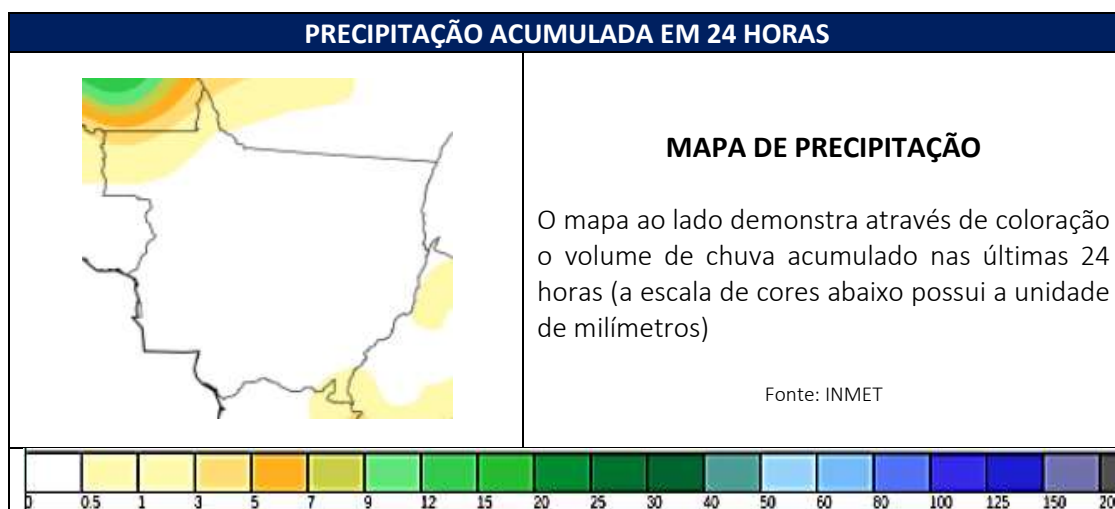 PRECIPITAÇÃO ACUMULADA EM 24 HORAS
MAPA DE PRECIPITAÇÃO
O mapa ao lado demonstra através de coloração
o volume de chuva acumulado nas últimas 24
horas (a escala de cores abaixo possui a unidade
de milímetros)
Fonte: INMET
0 0.5 1 3 5 7 9 12 15 20 25 30 40 50 60 80 100 125 150